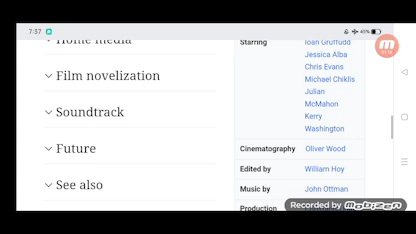 7:37
45%
Home media
Film novelization
Soundtrack
Future
See also
Starring
Ioan Gruffudd
Jessica Alba
Chris Evans
Michael Chiklis
Julian
McMahon
Kerry
Washington
Cinematography
Oliver Wood
Edited by
William Hoy
Music by
John Ottman
Production
Recorded by mobizen